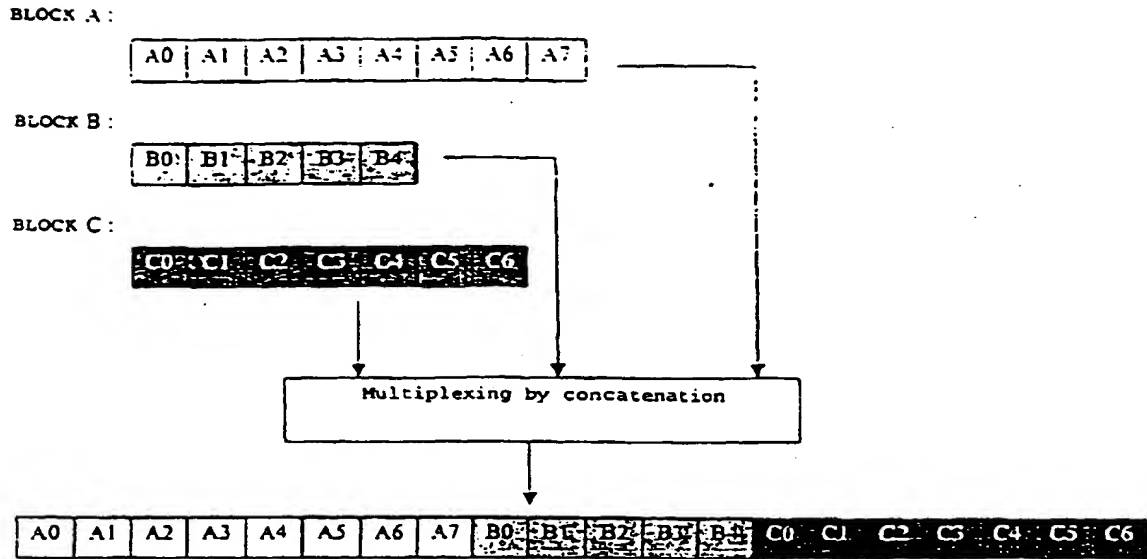 BLOCK A :
A0 A1 A2 A3 A4 A5 A6 A7
BLOCK B :
B0 B1 B2 B3 B4
BLOCK C :
C0 C1 C2 C3 C4 C5 C6
Multiplexing by concatenation
A0 A1 A2 A3 A4 A5 A6 A7 B0 B1 B2 B3 B4 C0 C1 C2 C3 C4 C5 C6